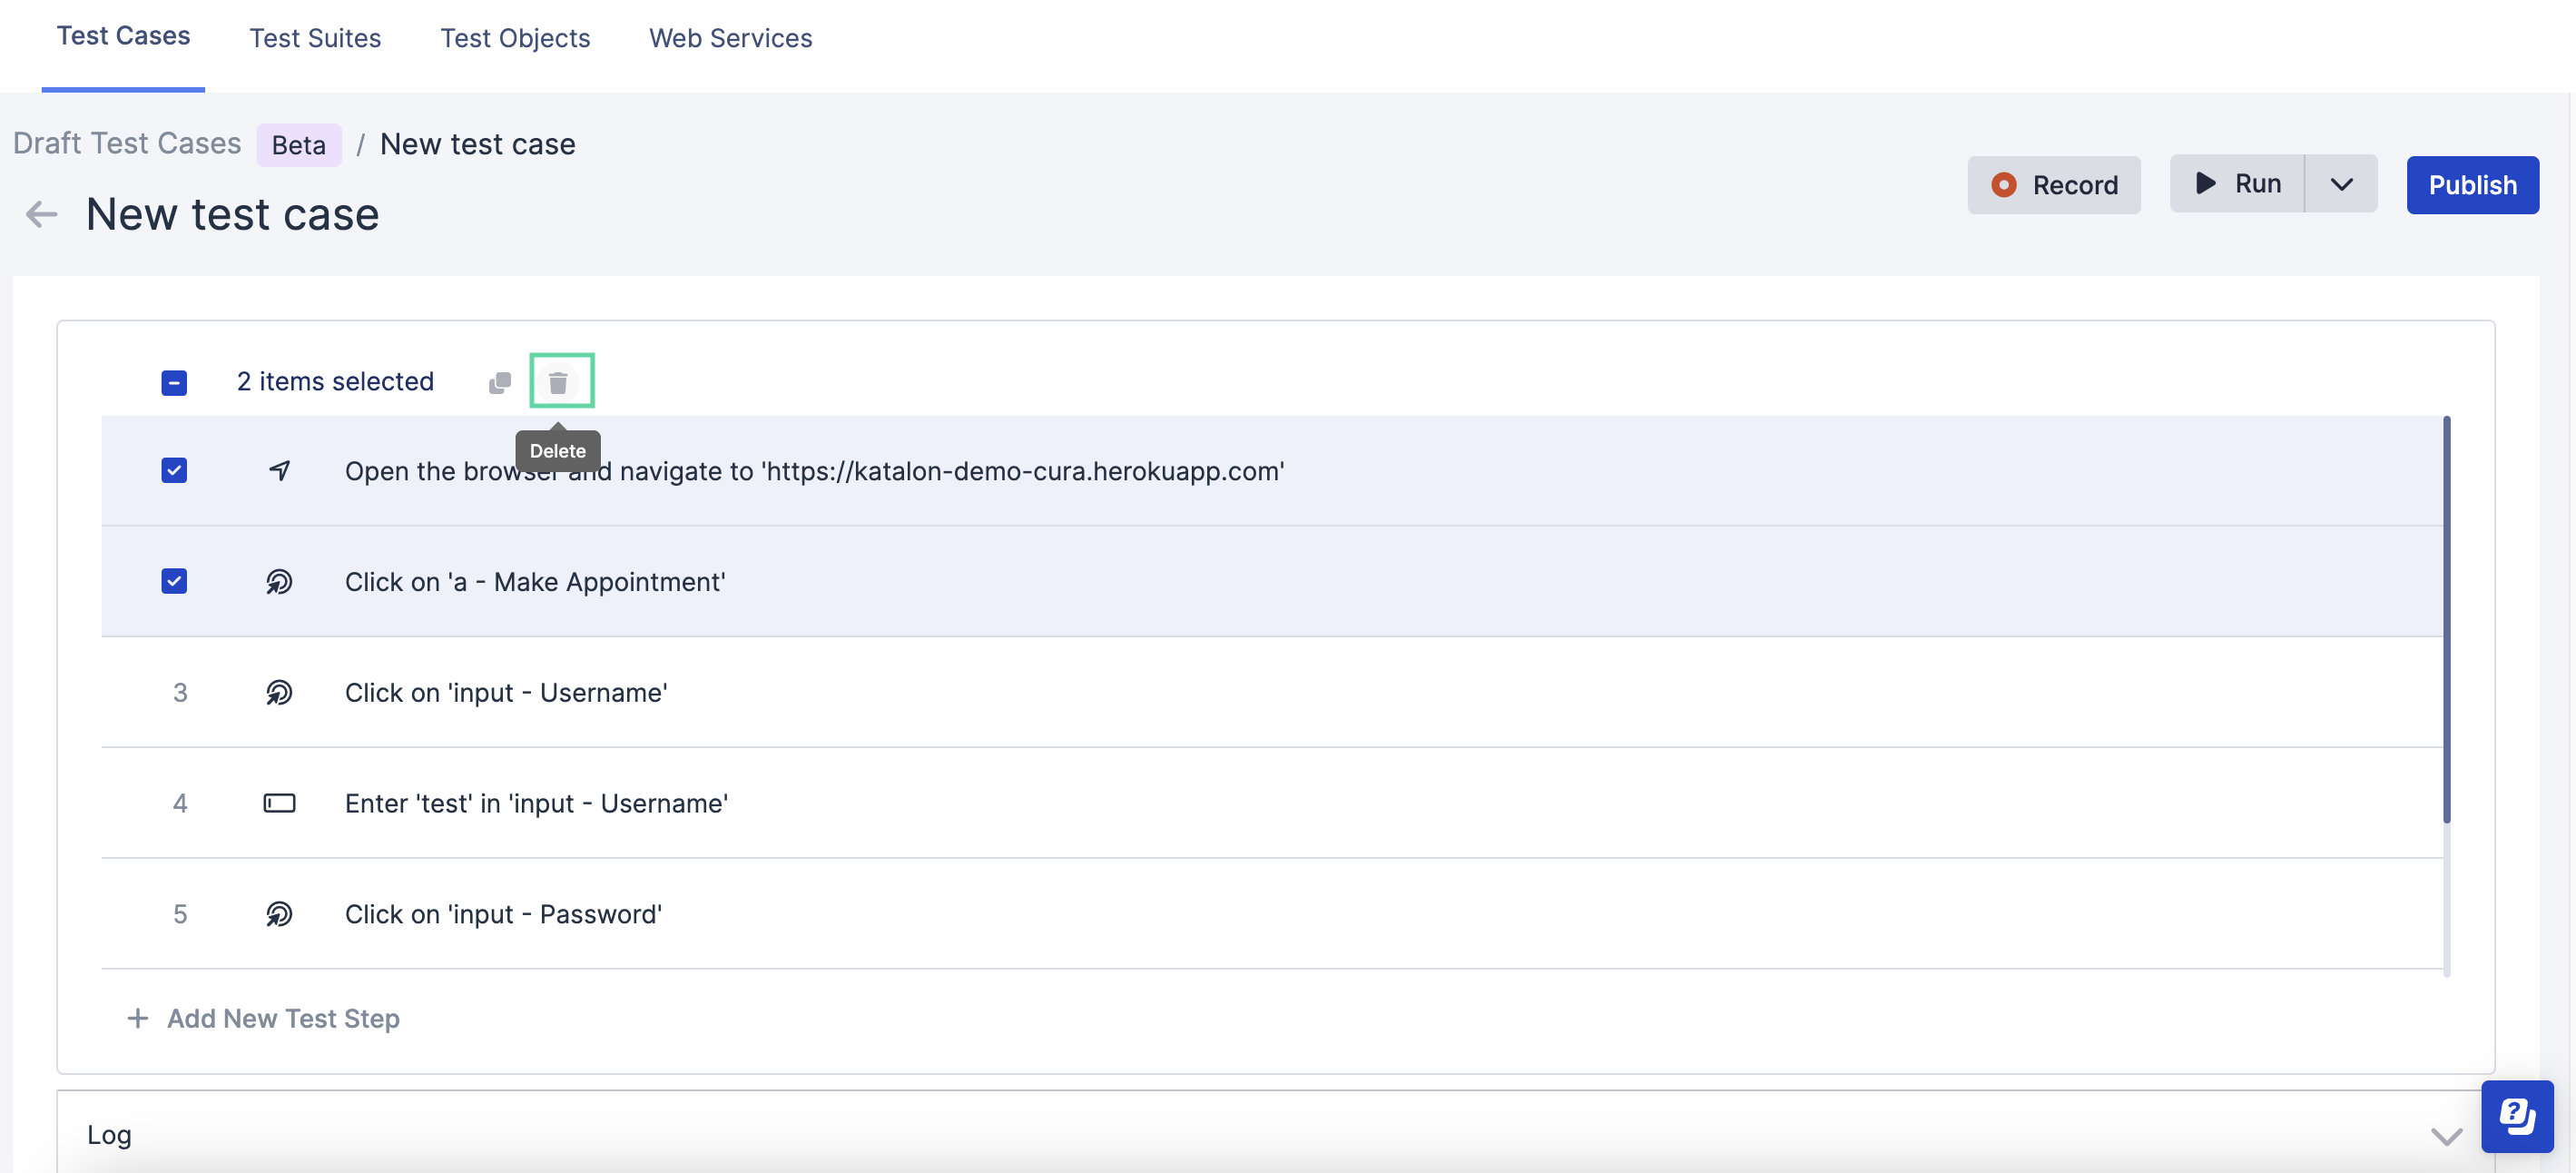 Test Cases Test Suites Test Objects Web Services
Draft Test Cases Beta / New test case
New test case
Record Run Publish
2 items selected
Delete
Open the browser and navigate to 'https://katalon-demo-cura.herokuapp.com'
Click on 'a - Make Appointment'
3 Click on 'input - Username'
4 Enter 'test' in 'input - Username'
5 Click on 'input - Password'
+ Add New Test Step
Log